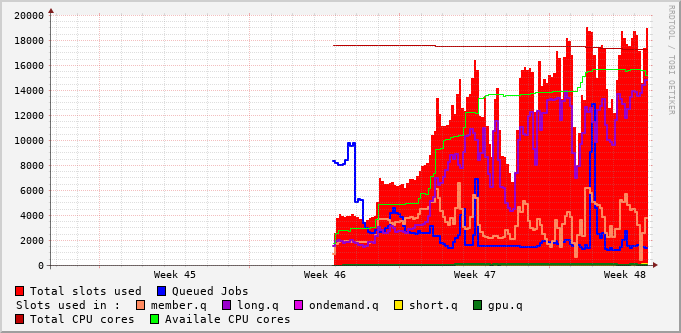 20000
18000
16000
14000
12000
10000
8000
6000
4000
2000
0
Week 45 Week 46 Week 47 Week 48
Total slots used Queued Jobs
Slots used in : member.q long.q ondemand.q short.q gpu.q
Total CPU cores Availale CPU cores
RRDTOOL / TOBI OETIKER